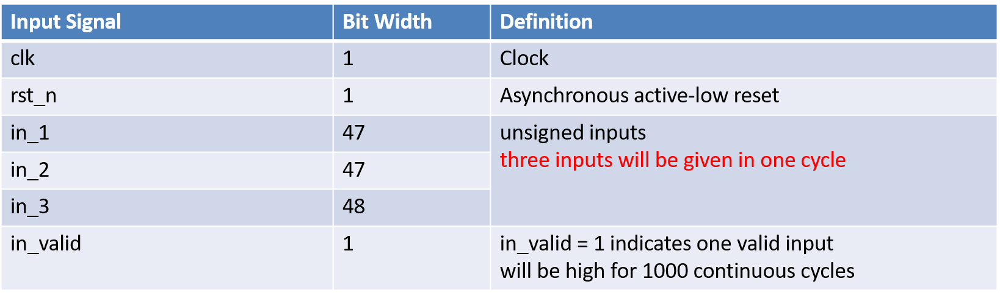 Input Signal Bit Width Definition
clk 1 Clock
rst_n 1 Asynchronous active-low reset
in_1 47 unsigned inputs
three inputs will be given in one cycle
in_2 47
in_3 48
in_valid 1 in_valid = 1 indicates one valid input
will be high for 1000 continuous cycles